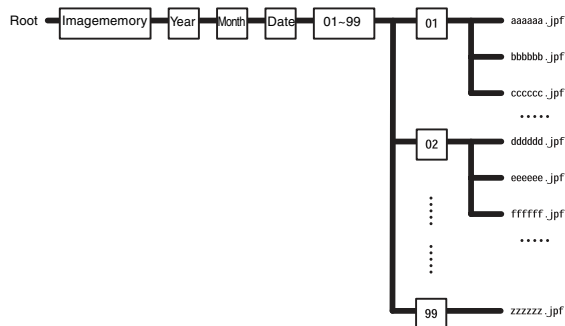 Root Imagememory Year Month Date 01~99 01 aaaaaa.jpf
bbbbbb.jpf
cccccc.jpf
.....
02 dddddd.jpf
eeeeee.jpf
ffffff.jpf
.....
99 zzzzzz.jpf